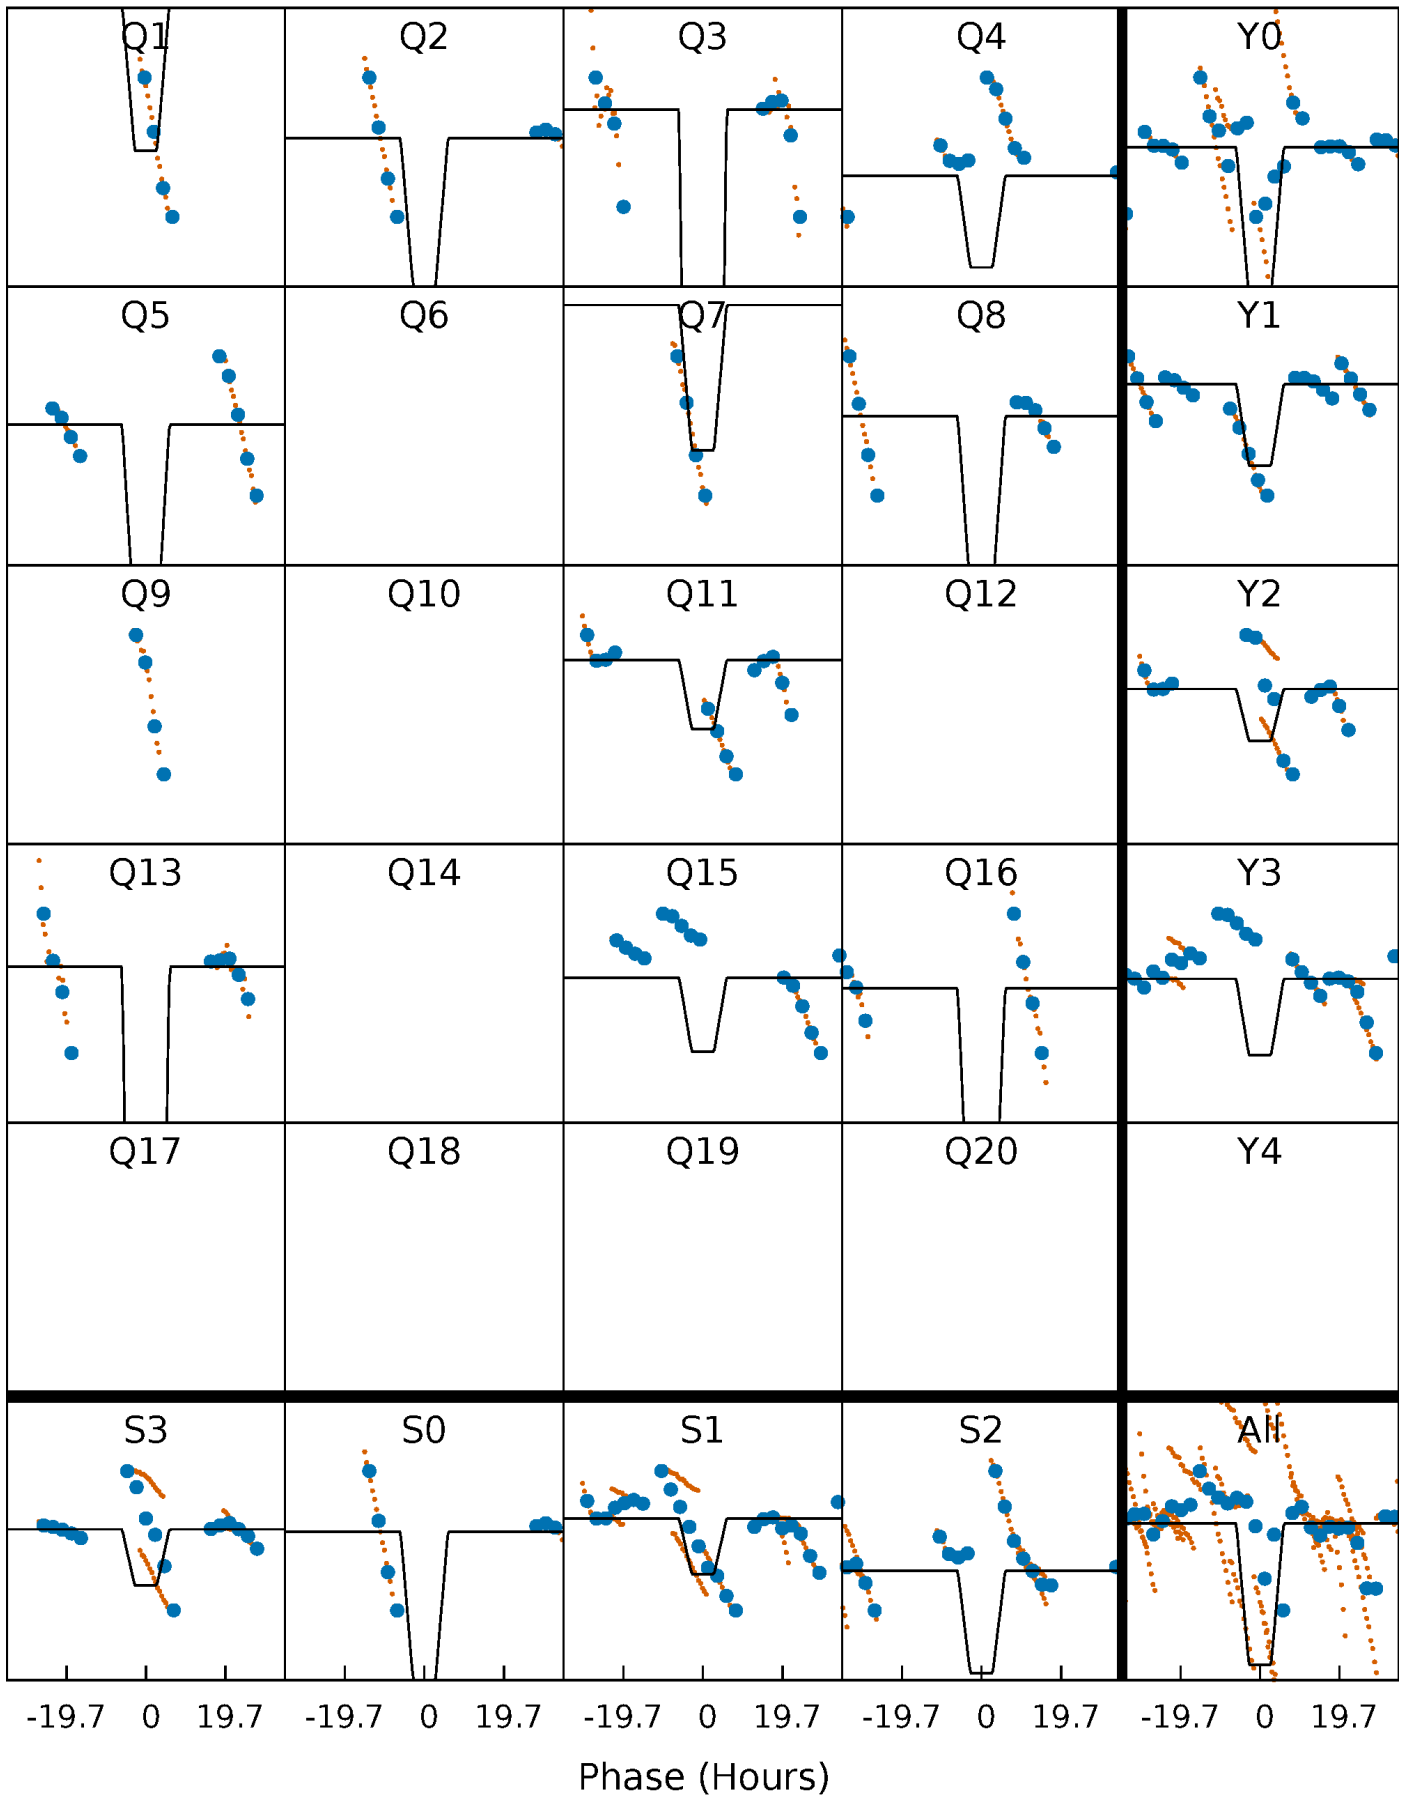 Q1 Q2 Q3 Q4 Y0
Q5 Q6 Q7 Q8 Y1
Q9 Q10 Q11 Q12 Y2
Q13 Q14 Q15 Q16 Y3
Q17 Q18 Q19 Q20 Y4
S3 S0 S1 S2 All
-19.7 0 19.7 -19.7 0 19.7 -19.7 0 19.7 -19.7 0 19.7 -19.7 0 19.7
Phase (Hours)